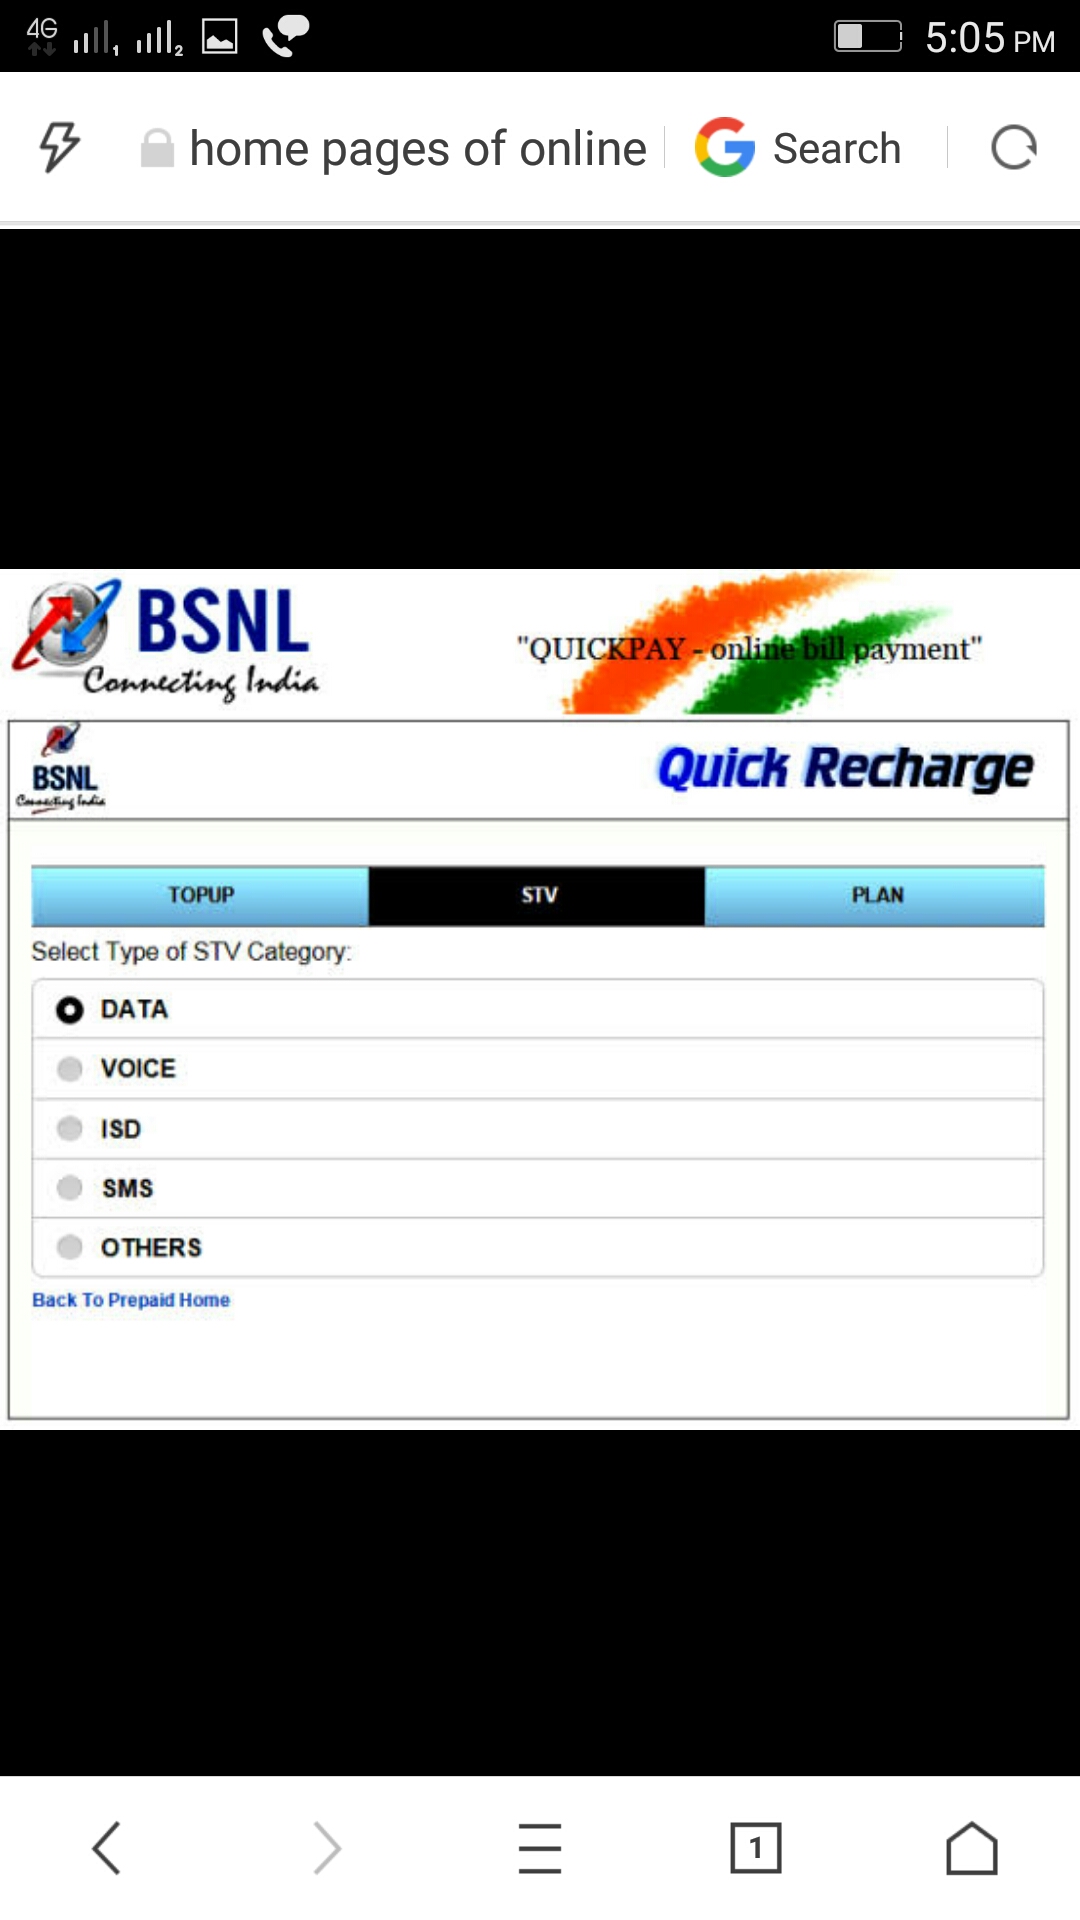 4G 1 2 5:05 PM
home pages of online Search
BSNL
Connecting India
"QUICKPAY - online bill payment"
BSNL
Connecting India
Quick Recharge
TOPUP STV PLAN
Select Type of STV Category:
DATA
VOICE
ISD
SMS
OTHERS
Back To Prepaid Home
1